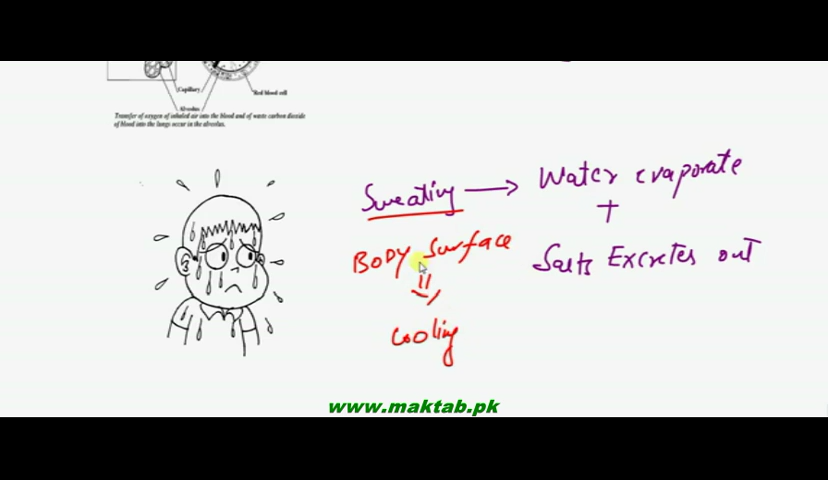 Capillary
Red blood cell
Alveolus
Transfer of oxygen of inhaled air into the blood and of waste carbon dioxide
of blood into the lungs occur in the alveolus.
Sweating → Water evaporate
+
BODY Surface
Salts Excretes out
Cooling
www.maktab.pk